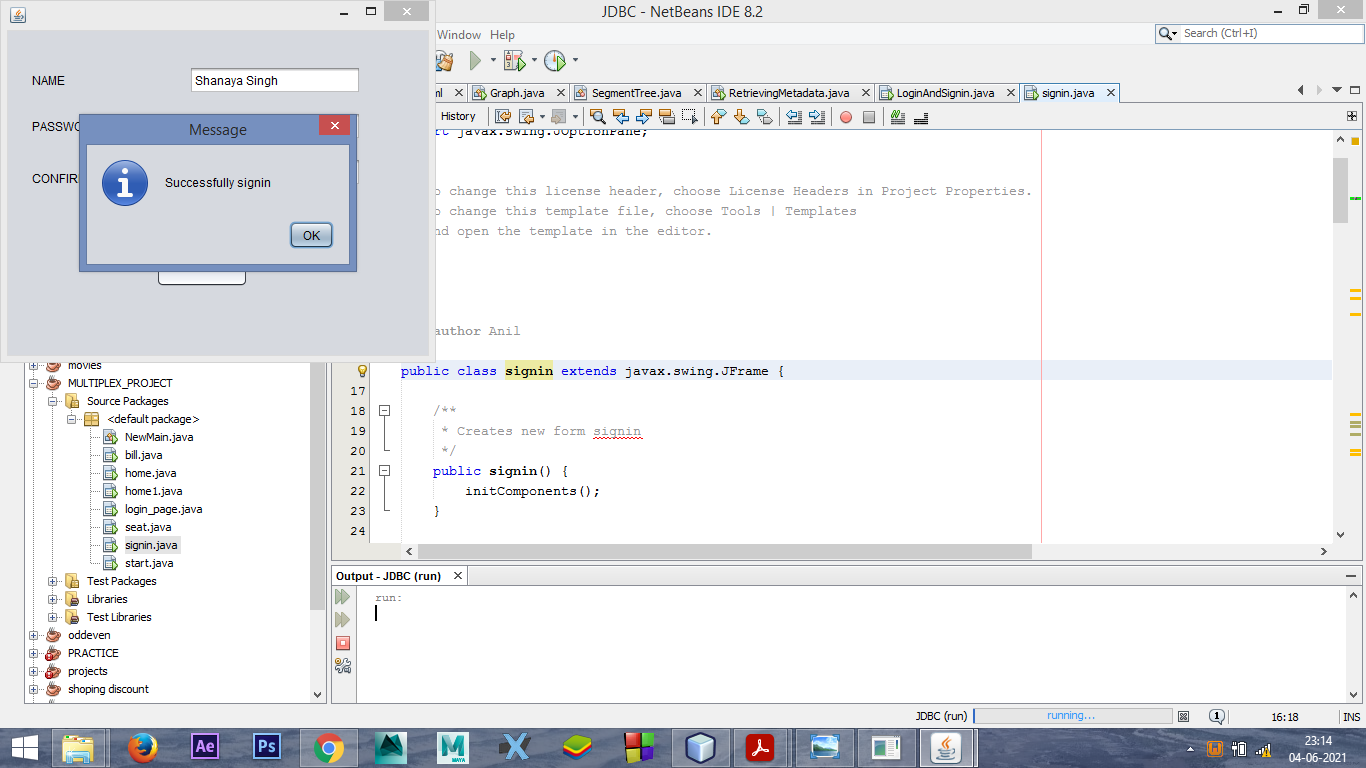 JDBC - NetBeans IDE 8.2
Window Help
Search (Ctrl+I)
Graph.java
SegmentTree.java
RetrievingMetadata.java
LoginAndSignin.java
signin.java
History
NAME
Shanaya Singh
Message
Successfully signin
OK
javax.swing.JOptionPane;
change this license header, choose License Headers in Project Properties.
change this template file, choose Tools | Templates
open the template in the editor.
author Anil
public class signin extends javax.swing.JFrame {
17
18 /**
19 * Creates new form signin
20 */
21 public signin() {
22 initComponents();
23 }
24
movies
MULTIPLEX_PROJECT
Source Packages
<default package>
NewMain.java
bill.java
home.java
home1.java
login_page.java
seat.java
signin.java
start.java
Test Packages
Libraries
Test Libraries
oddeven
PRACTICE
projects
shoping discount
Output - JDBC (run)
run:
JDBC (run)
running...
1
16:18
INS
Ae
Ps
MAYA
23:14
04-06-2021